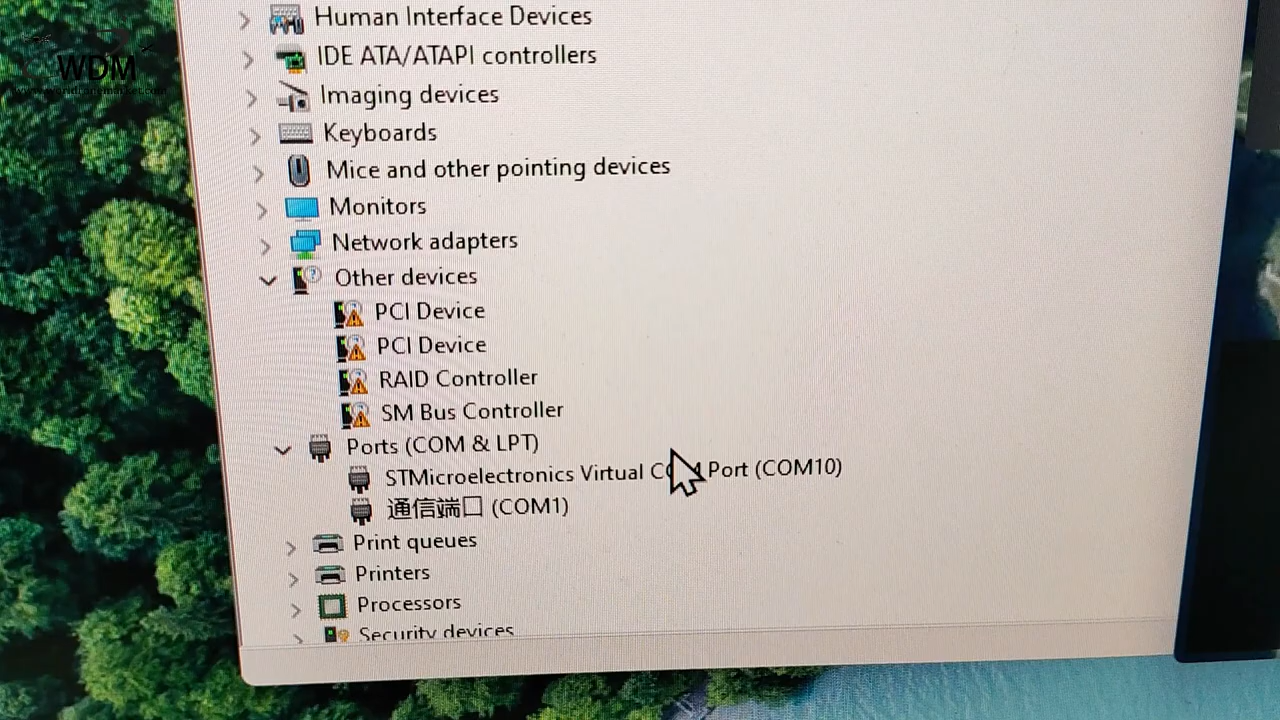 WDM
Human Interface Devices
IDE ATA/ATAPI controllers
Imaging devices
Keyboards
Mice and other pointing devices
Monitors
Network adapters
Other devices
PCI Device
PCI Device
RAID Controller
SM Bus Controller
Ports (COM & LPT)
STMicroelectronics Virtual COM Port (COM10)
通信端口 (COM1)
Print queues
Printers
Processors
Security devices